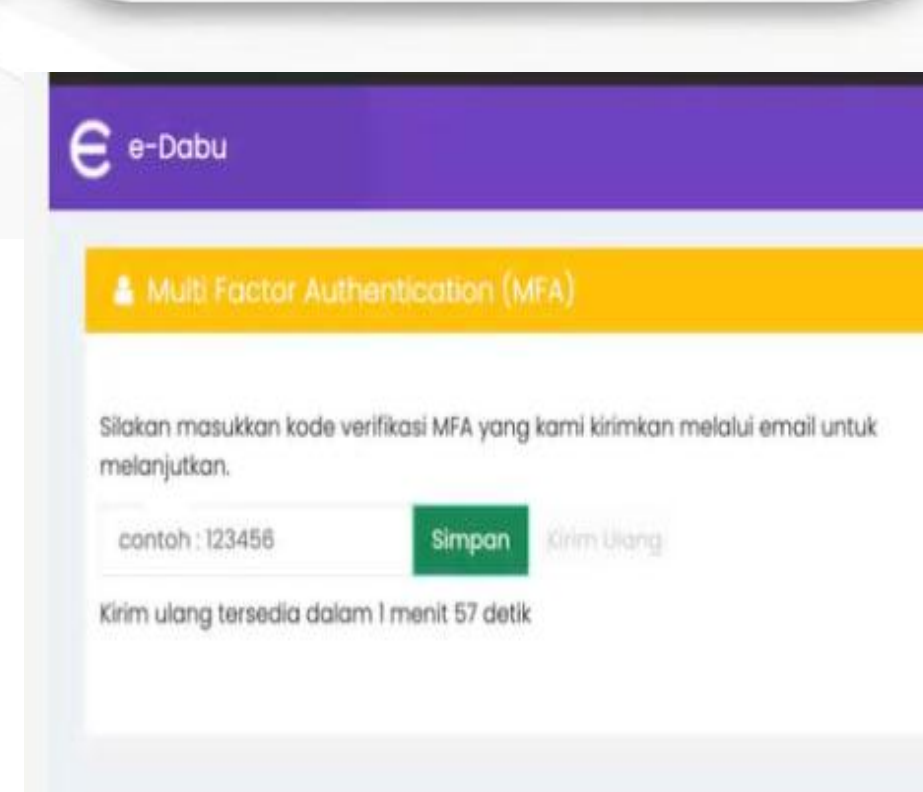 e-Dabu
Multi Factor Authentication (MFA)
Silakan masukkan kode verifikasi MFA yang kami kirimkan melalui email untuk
melanjutkan.
contoh : 123456 Simpan Kirim Ulang
Kirim ulang tersedia dalam 1 menit 57 detik